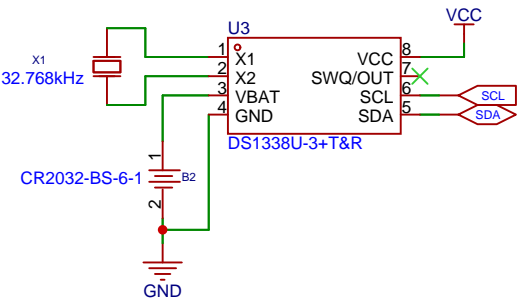 VCC
U3
X1
32.768kHz
1 X1 VCC 8
2 X2 SWQ/OUT 7
3 VBAT SCL 6 SCL
4 GND SDA 5 SDA
DS1338U-3+T&R
1
CR2032-BS-6-1 B2
2
GND